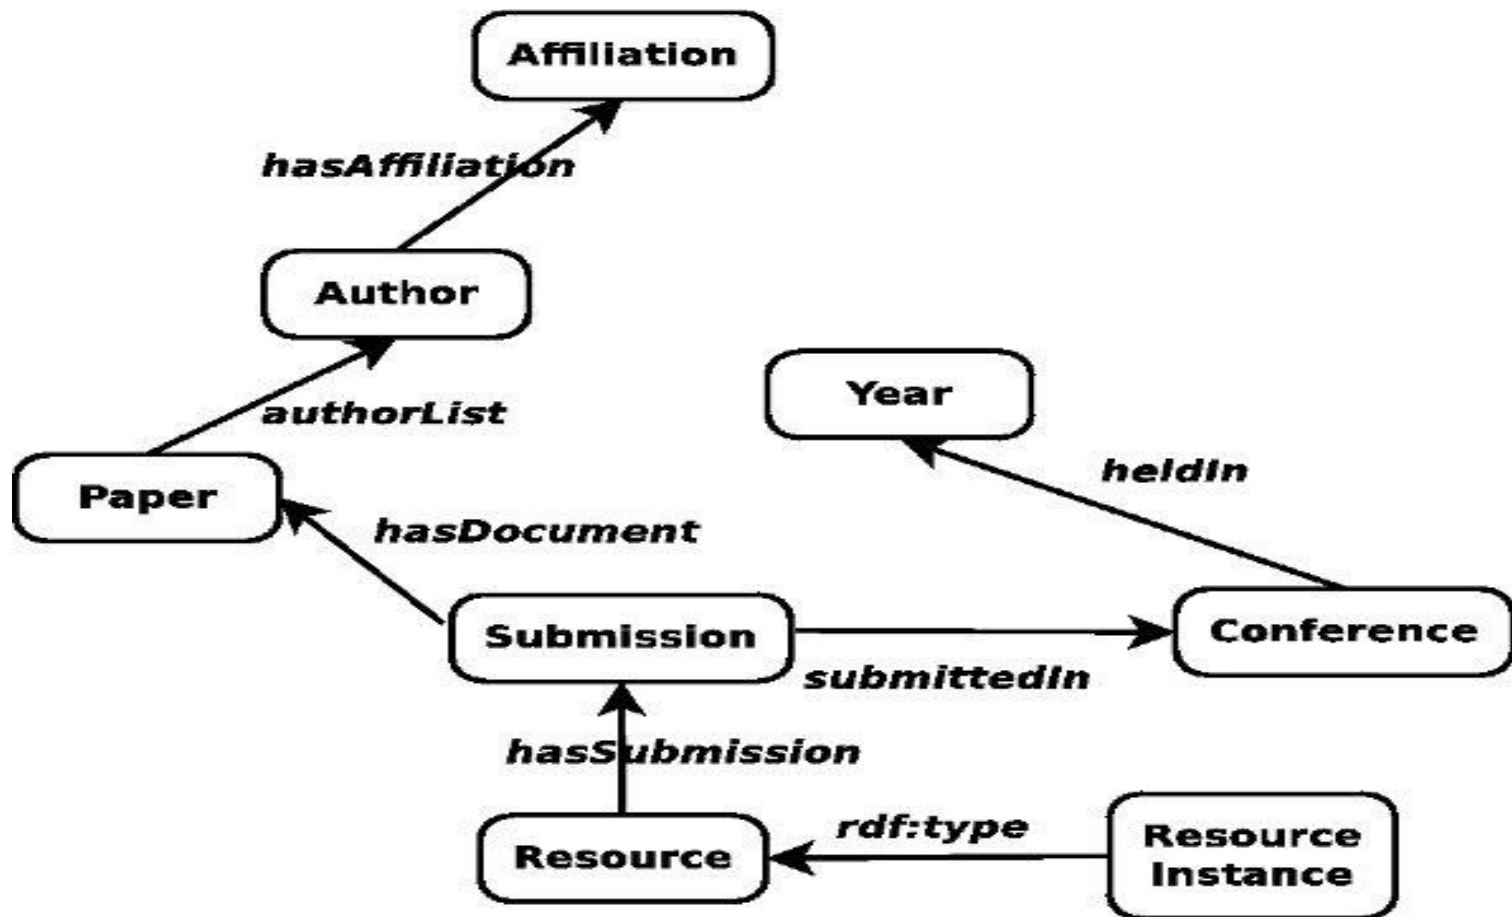 Affiliation
hasAffiliation
Author
Year
authorList
heldIn
Paper
hasDocument
Submission
Conference
submittedIn
hasSubmission
rdf:type
Resource
Resource
Instance